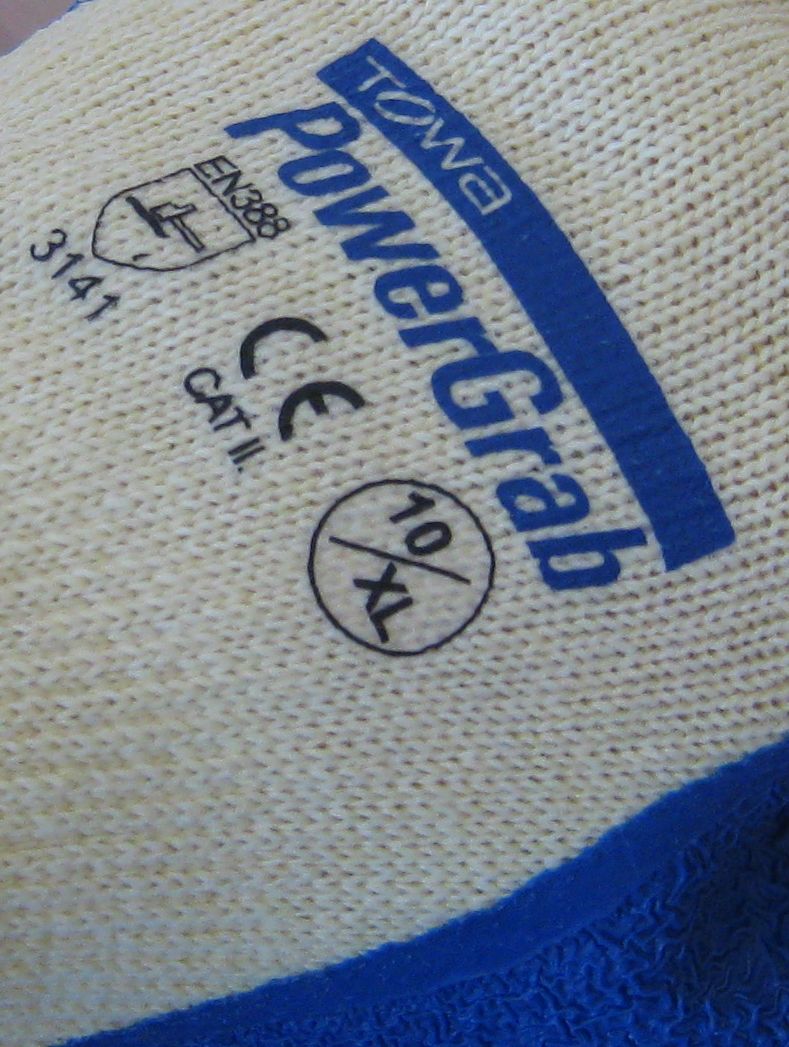 TOWA
PowerGrab
EN388
3141
CE
CAT II.
10
XL